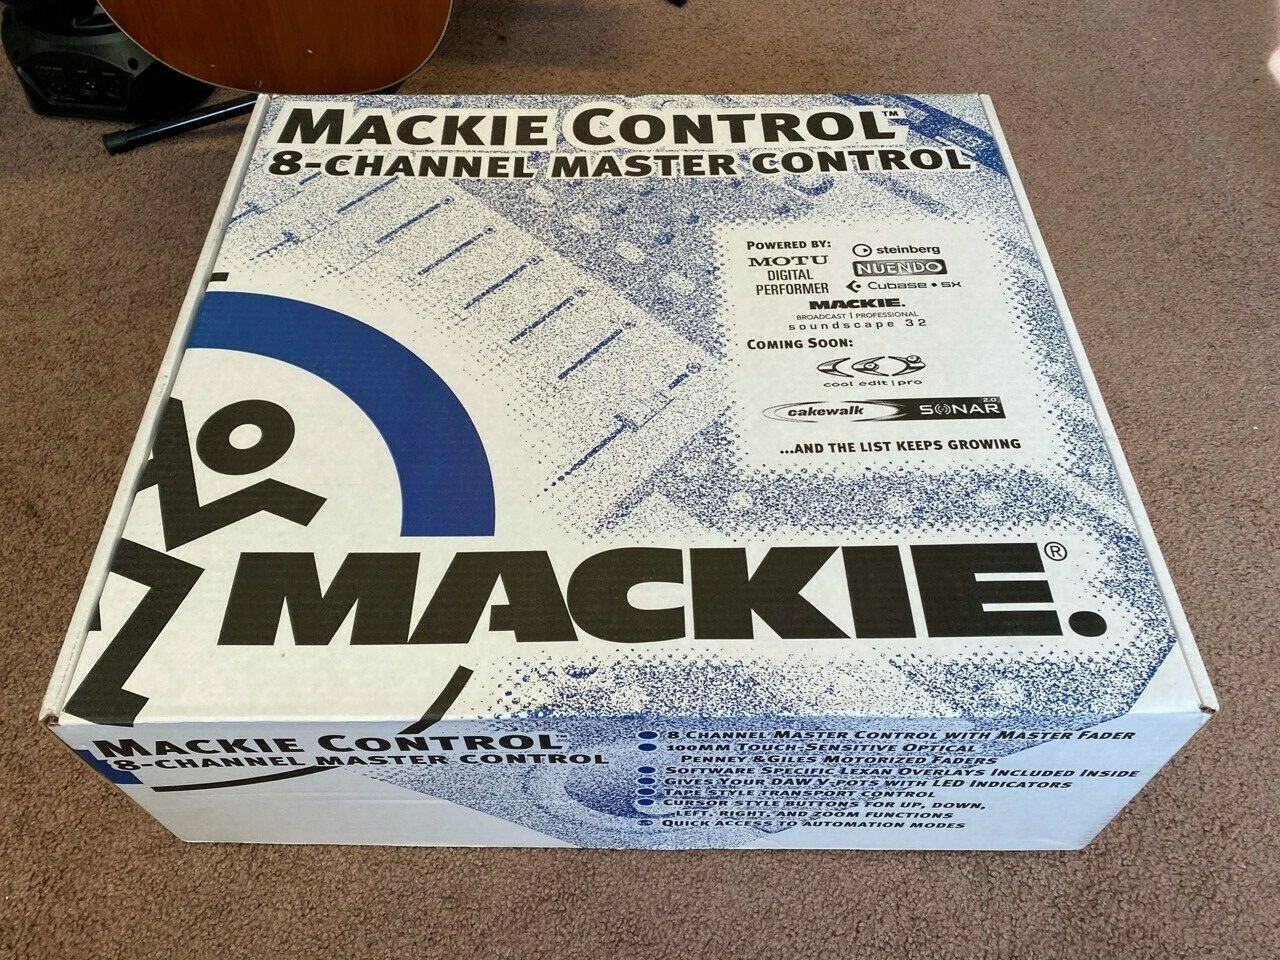 MACKIE CONTROL™
8-CHANNEL MASTER CONTROL
POWERED BY:
MOTU
DIGITAL
PERFORMER
steinberg
NUENDO
CUBASE • SX
MACKIE.
BROADCAST | PROFESSIONAL
soundscape 32
COMING SOON:
cool edit | pro
cakewalk SONAR 2.0
...AND THE LIST KEEPS GROWING
MACKIE.®
MACKIE CONTROL™
8-CHANNEL MASTER CONTROL
8 CHANNEL MASTER CONTROL WITH MASTER FADER
100MM TOUCH-SENSITIVE OPTICAL
PENNEY & GILES MOTORIZED FADERS
SOFTWARE SPECIFIC LEXAN OVERLAYS INCLUDED INSIDE
GIVES YOUR DAW V-POTS WITH LED INDICATORS
TAPE STYLE TRANSPORT CONTROL
CURSOR STYLE BUTTONS FOR UP, DOWN,
LEFT, RIGHT, AND ZOOM FUNCTIONS
QUICK ACCESS TO AUTOMATION MODES